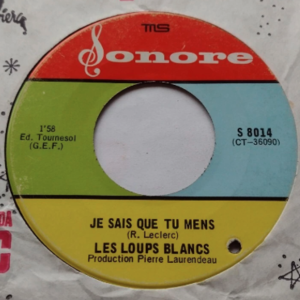 MS
Sonore
1'58
Ed. Tournesol
(G.E.F.)
S 8014
(CT-36090)
JE SAIS QUE TU MENS
(R. Leclerc)
LES LOUPS BLANCS
Production Pierre Laurendeau